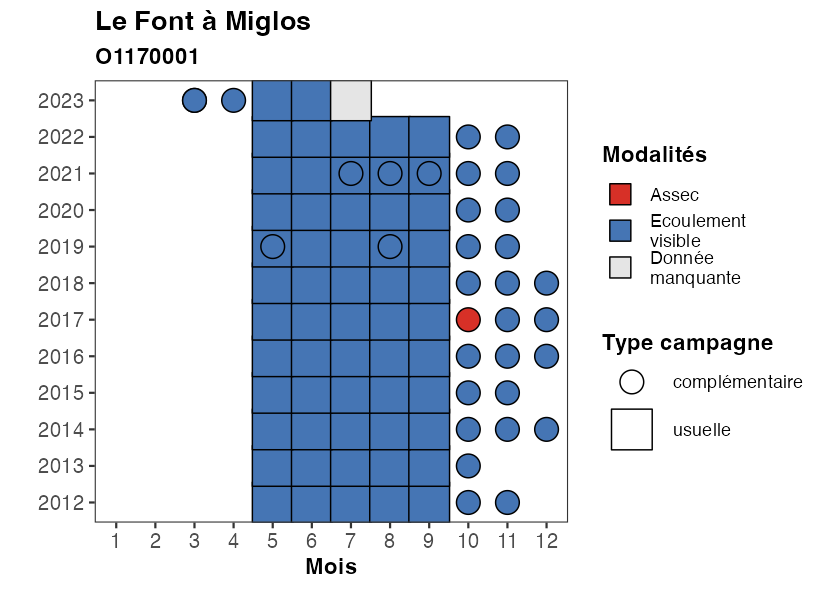 Le Font à Miglos
O1170001
2023
2022
2021
2020
2019
2018
2017
2016
2015
2014
2013
2012
1 2 3 4 5 6 7 8 9 10 11 12
Mois
Modalités
Assec
Ecoulement
visible
Donnée
manquante
Type campagne
complémentaire
usuelle